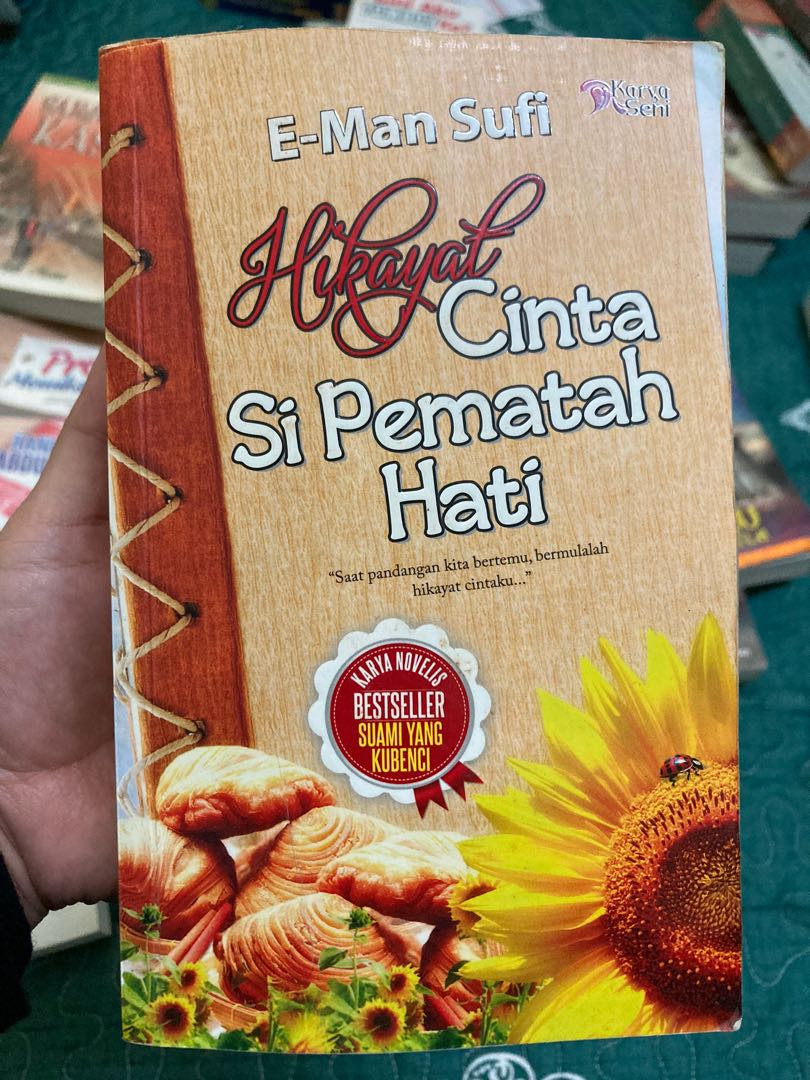 E-Man Sufi
Karya
Seni
Hikayat
Cinta
Si Pematah
Hati
“Saat pandangan kita bertemu, bermulalah
hikayat cintaku...”
KARYA NOVELIS
BESTSELLER
SUAMI YANG
KUBENCI